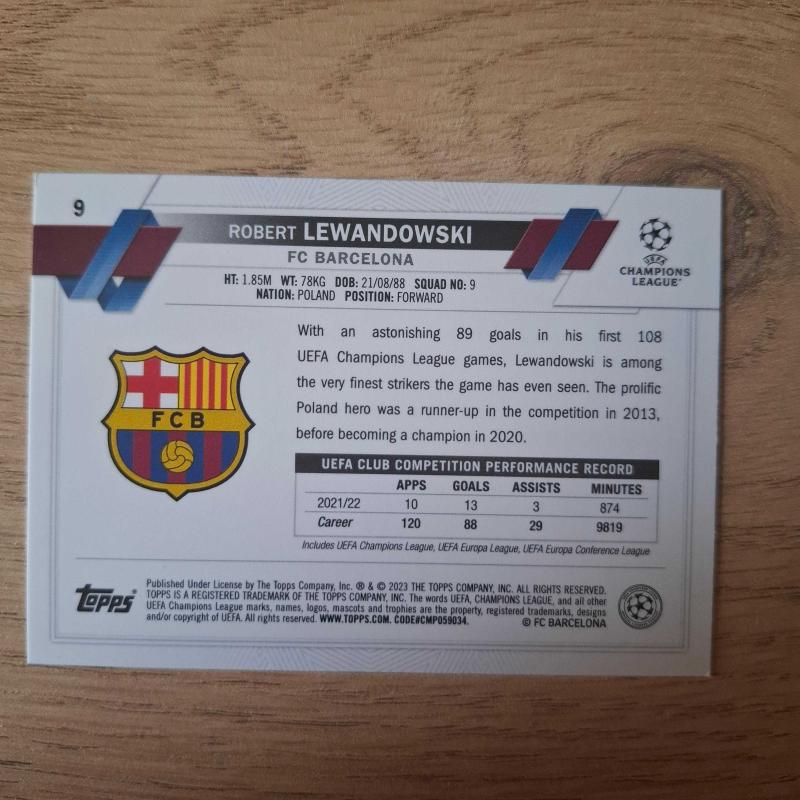 9
ROBERT LEWANDOWSKI
FC BARCELONA
HT: 1.85M WT: 78KG DOB: 21/08/88 SQUAD NO: 9
NATION: POLAND POSITION: FORWARD
UEFA
CHAMPIONS
LEAGUE
With an astonishing 89 goals in his first 108
UEFA Champions League games, Lewandowski is among
the very finest strikers the game has even seen. The prolific
Poland hero was a runner-up in the competition in 2013,
before becoming a champion in 2020.
FCB
UEFA CLUB COMPETITION PERFORMANCE RECORD
APPS GOALS ASSISTS MINUTES
2021/22 10 13 3 874
Career 120 88 29 9819
Includes UEFA Champions League, UEFA Europa League, UEFA Europa Conference League
topps
Published Under License by The Topps Company, Inc. ® & © 2023 THE TOPPS COMPANY, INC. ALL RIGHTS RESERVED.
TOPPS IS A REGISTERED TRADEMARK OF THE TOPPS COMPANY, INC. The words UEFA, CHAMPIONS LEAGUE, and all other
UEFA Champions League marks, names, logos, mascots and trophies are the property, registered trademarks, designs
and/or copyright of UEFA. All rights reserved. WWW.TOPPS.COM. CODE#CMP059034.
© FC BARCELONA